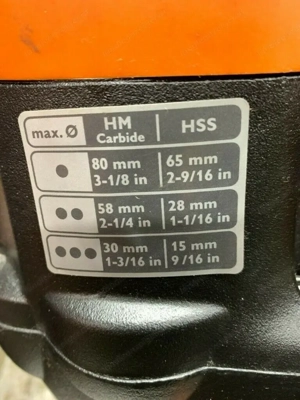 max. Ø HM Carbide HSS
• 80 mm 65 mm
3-1/8 in 2-9/16 in
•• 58 mm 28 mm
2-1/4 in 1-1/16 in
••• 30 mm 15 mm
1-3/16 in 9/16 in